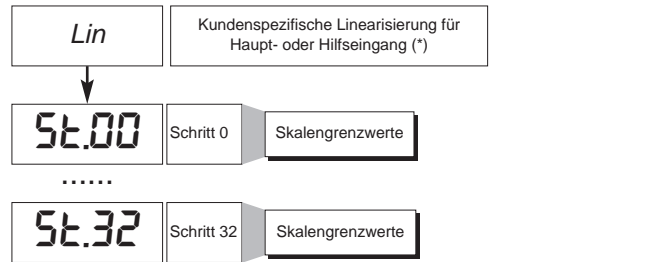 Lin
Kundenspezifische Linearisierung für
Haupt- oder Hilfseingang (*)
St.00
Schritt 0
Skalengrenzwerte
......
St.32
Schritt 32
Skalengrenzwerte